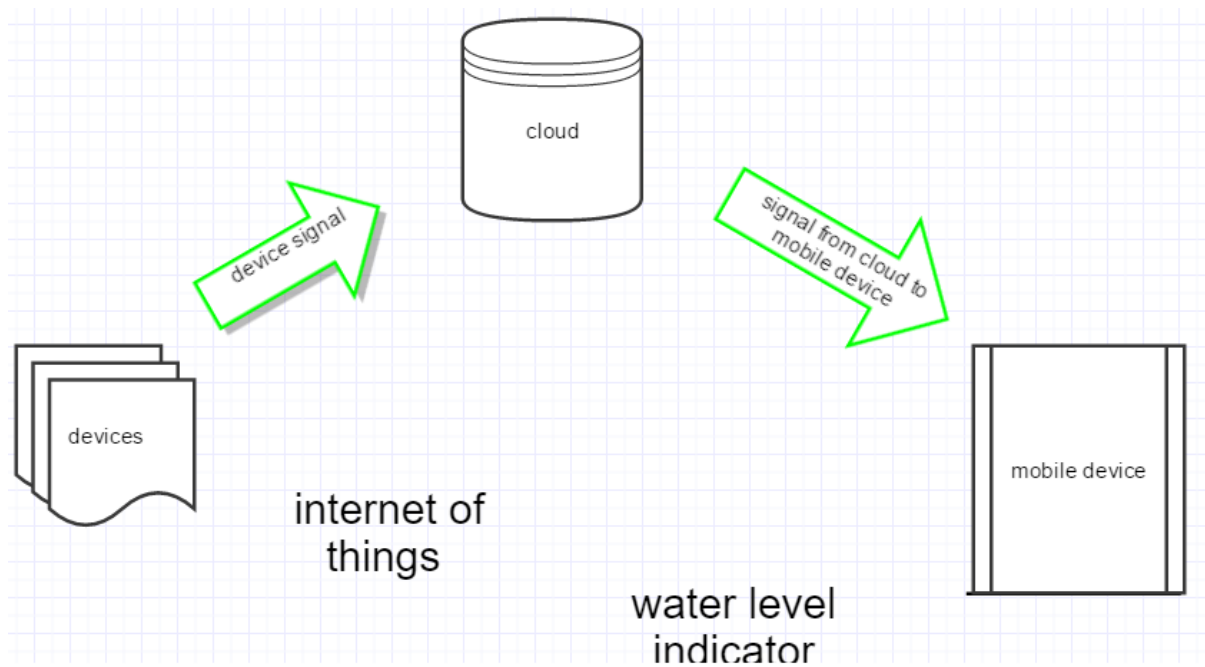 cloud
device signal
signal from cloud to
mobile device
devices
mobile device
internet of
things
water level
indicator